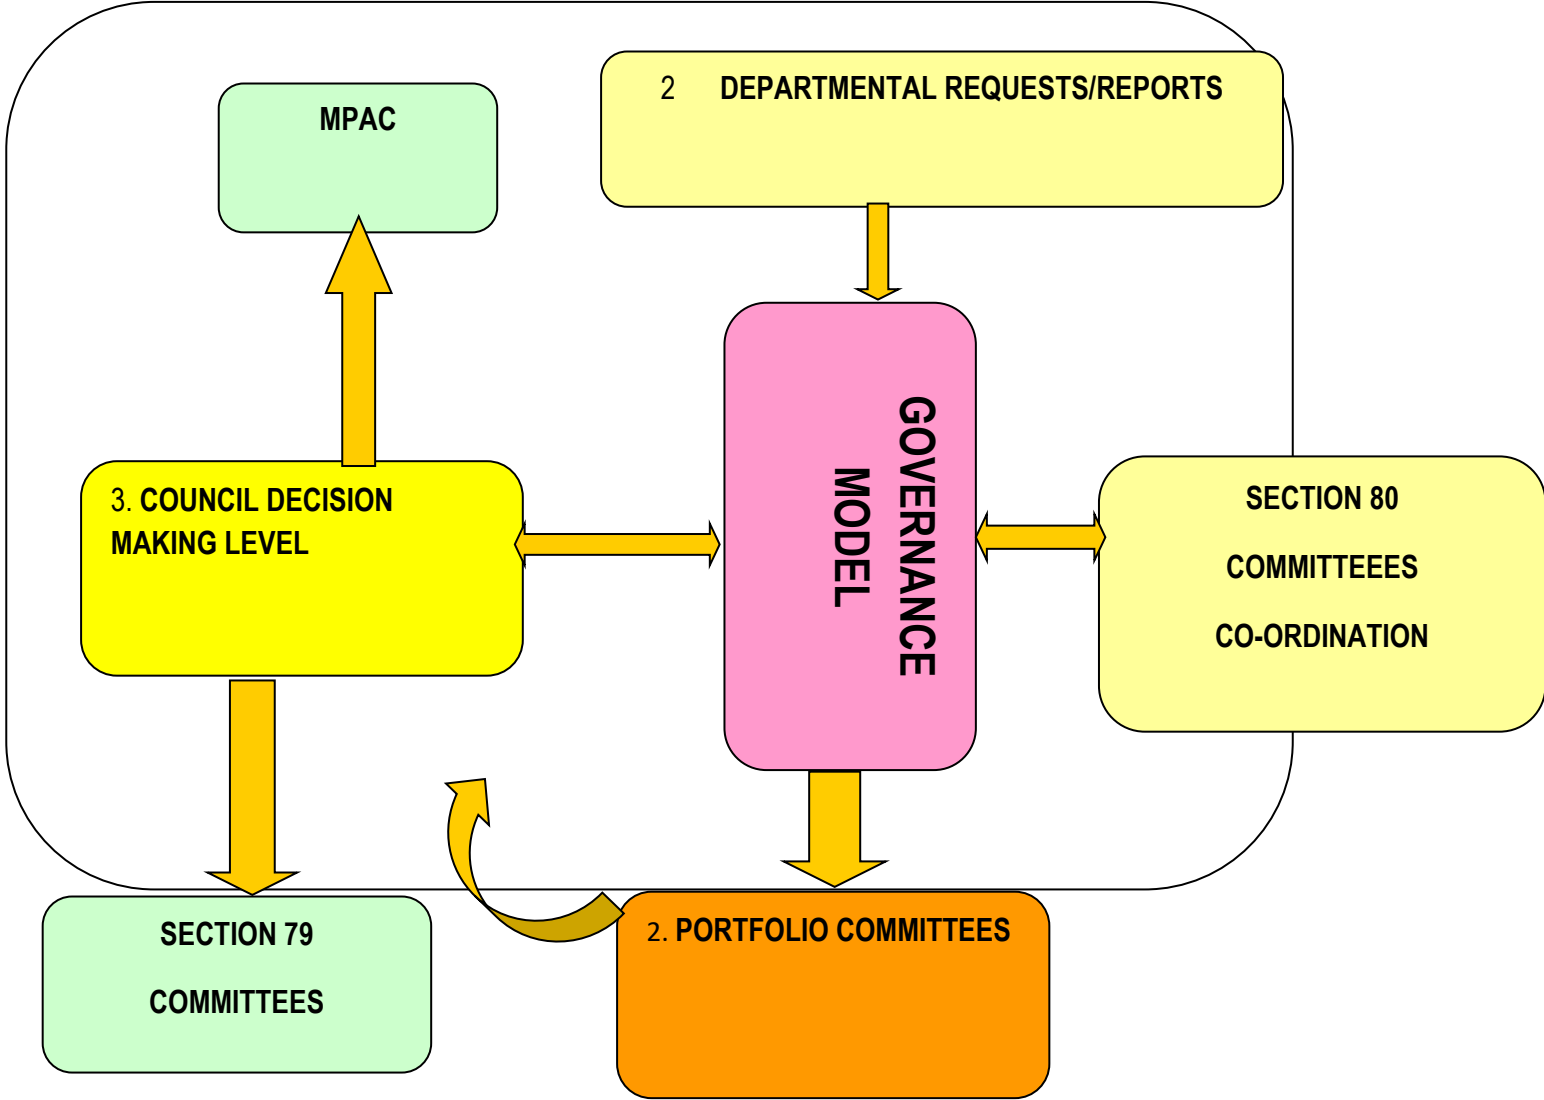 MPAC
2 DEPARTMENTAL REQUESTS/REPORTS
GOVERNANCE
MODEL
3. COUNCIL DECISION
MAKING LEVEL
SECTION 80
COMMITTEEES
CO-ORDINATION
SECTION 79
COMMITTEES
2. PORTFOLIO COMMITTEES